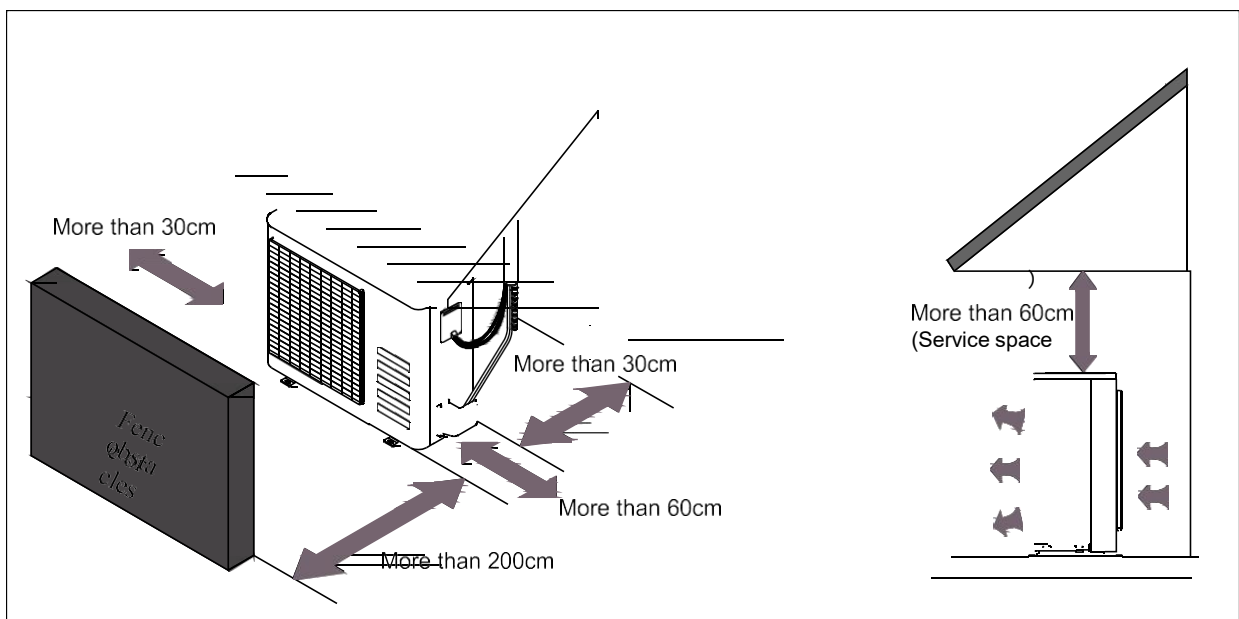 More than 30cm
More than 60cm
(Service space
More than 30cm
Fenc
obsta
cles
More than 60cm
More than 200cm